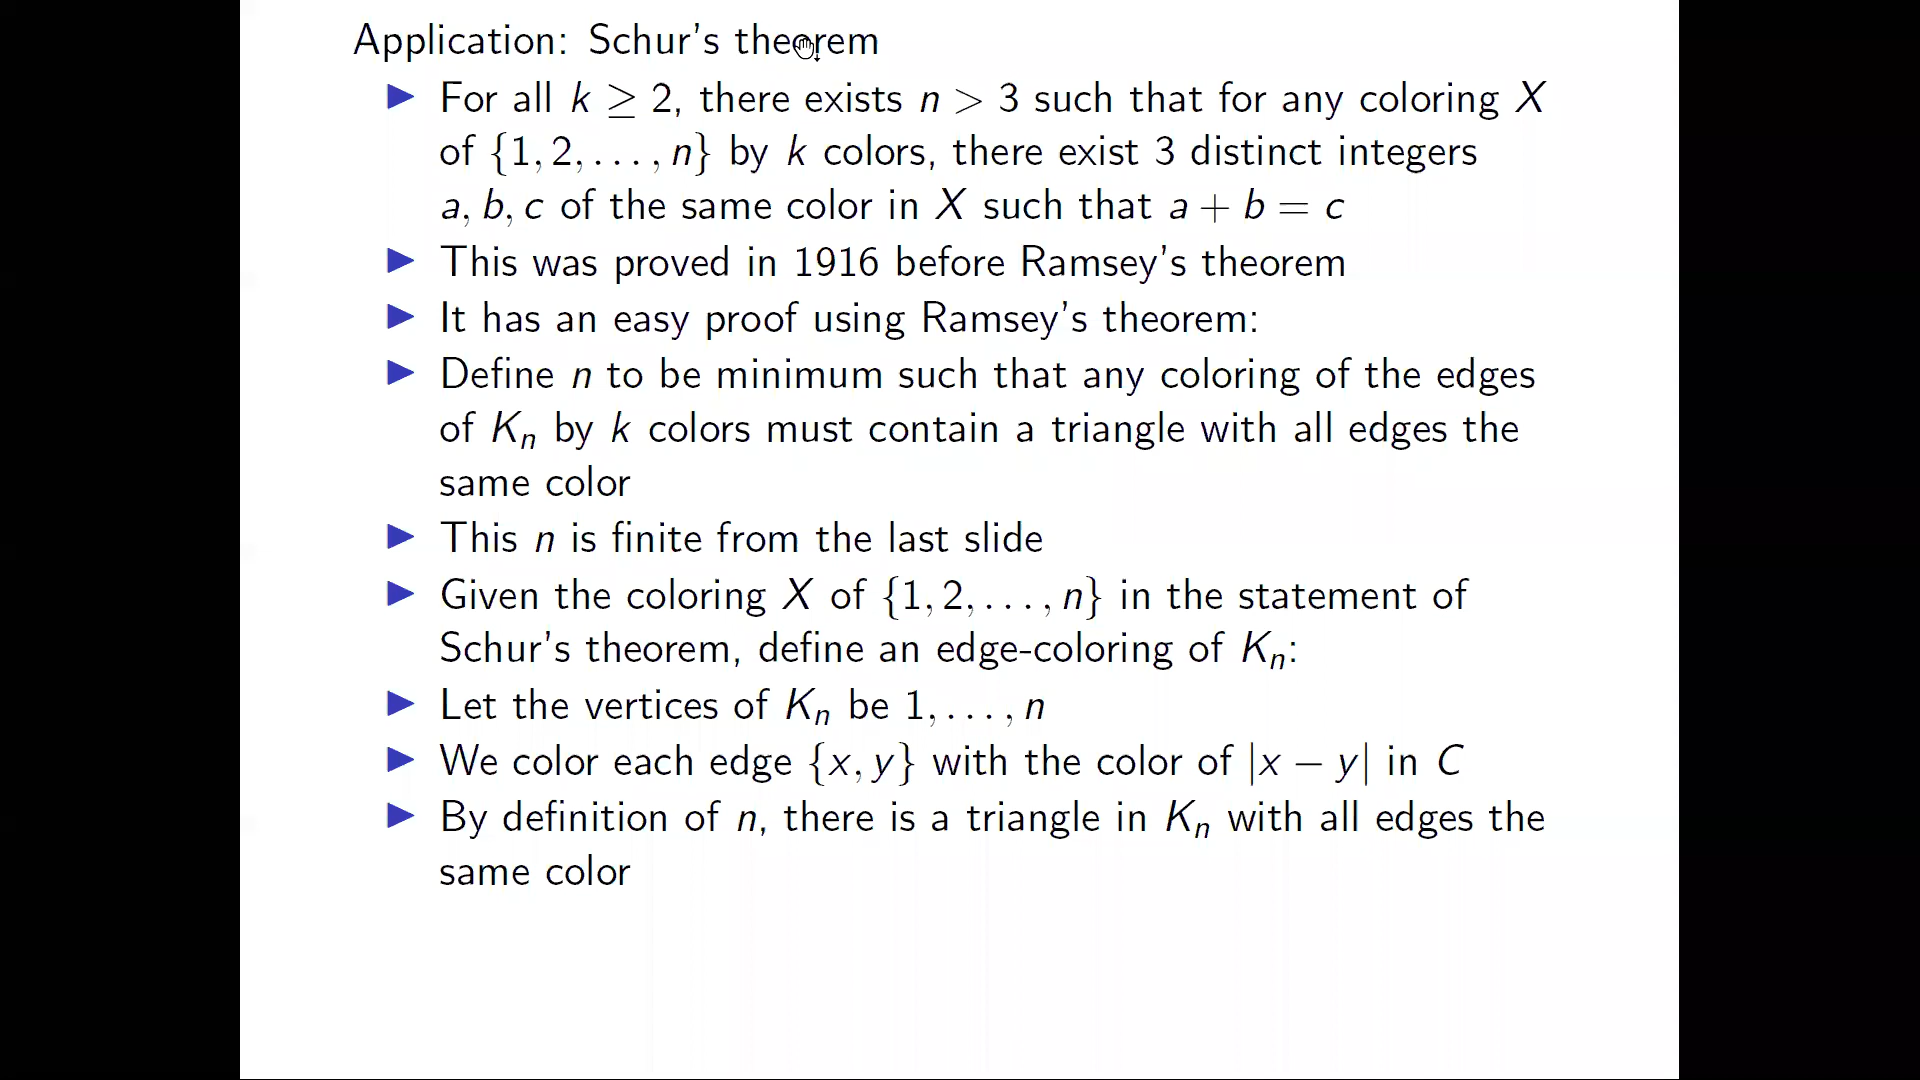 Application: Schur's theorem
▶ For all k ≥ 2, there exists n > 3 such that for any coloring X
of {1, 2, . . . , n} by k colors, there exist 3 distinct integers
a, b, c of the same color in X such that a + b = c
▶ This was proved in 1916 before Ramsey's theorem
▶ It has an easy proof using Ramsey's theorem:
▶ Define n to be minimum such that any coloring of the edges
of Kₙ by k colors must contain a triangle with all edges the
same color
▶ This n is finite from the last slide
▶ Given the coloring X of {1, 2, . . . , n} in the statement of
Schur's theorem, define an edge-coloring of Kₙ:
▶ Let the vertices of Kₙ be 1, . . . , n
▶ We color each edge {x, y} with the color of |x − y| in C
▶ By definition of n, there is a triangle in Kₙ with all edges the
same color